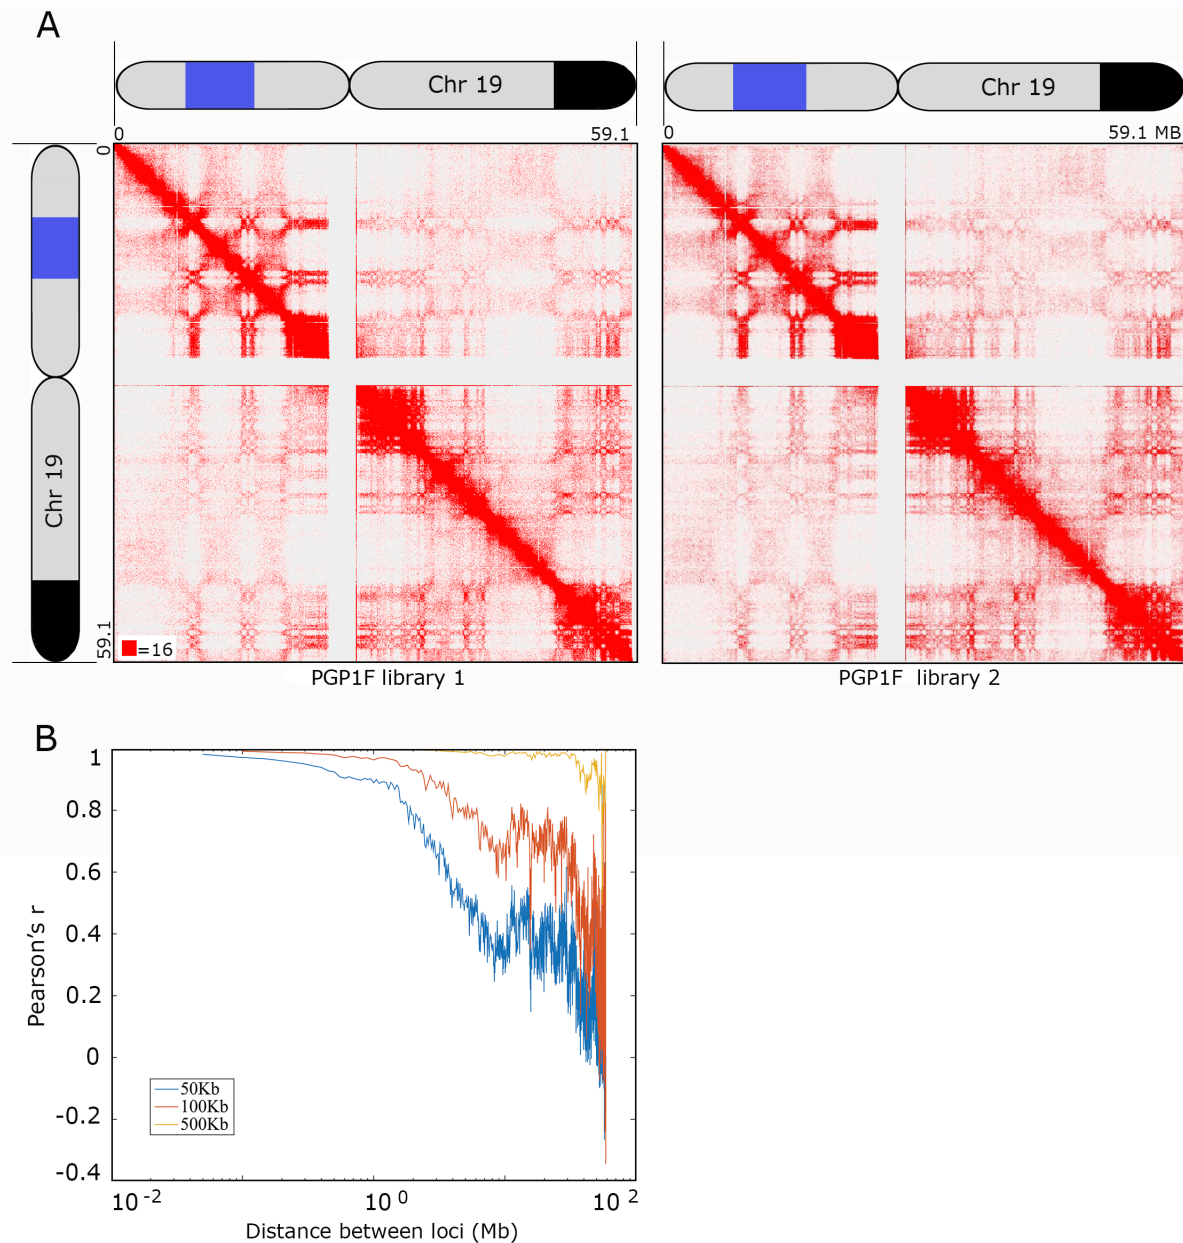 A
Chr 19
Chr 19
0
59.1
0
59.1 MB
0
Chr 19
59.1
=16
PGP1F library 1
PGP1F library 2
B
1
0.8
0.6
0.4
0.2
0
-0.2
-0.4
Pearson's r
50Kb
100Kb
500Kb
10 -2
10 0
10 2
Distance between loci (Mb)